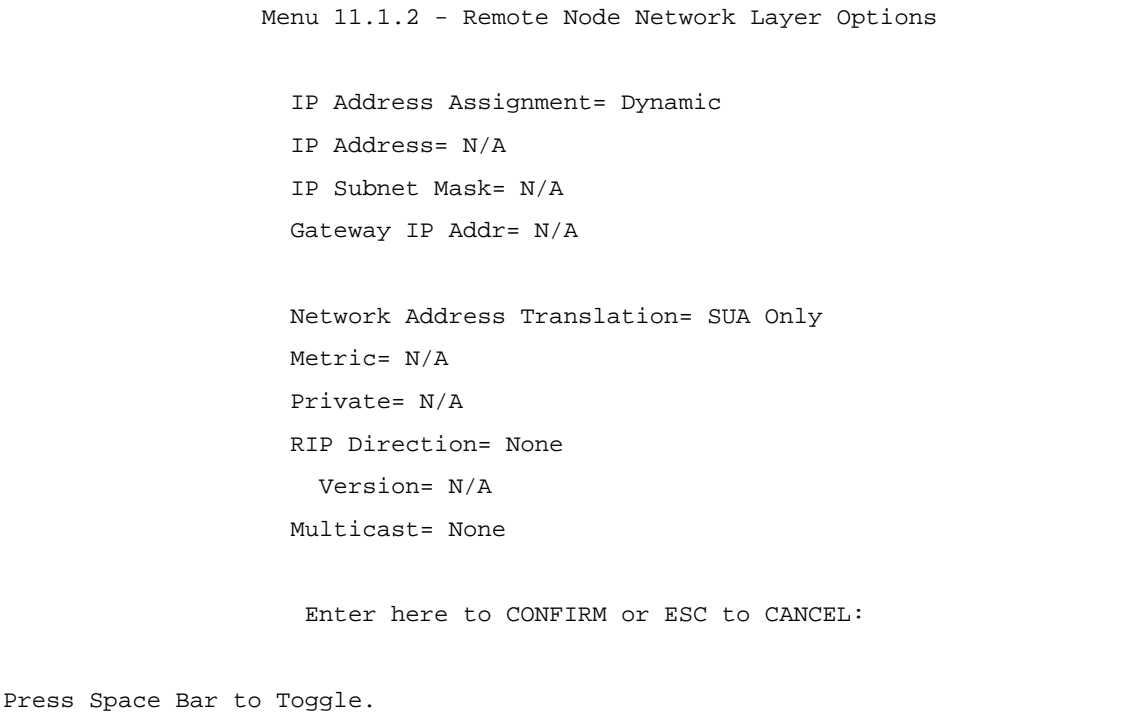 Menu 11.1.2 - Remote Node Network Layer Options
IP Address Assignment= Dynamic
IP Address= N/A
IP Subnet Mask= N/A
Gateway IP Addr= N/A
Network Address Translation= SUA Only
Metric= N/A
Private= N/A
RIP Direction= None
Version= N/A
Multicast= None
Enter here to CONFIRM or ESC to CANCEL:
Press Space Bar to Toggle.